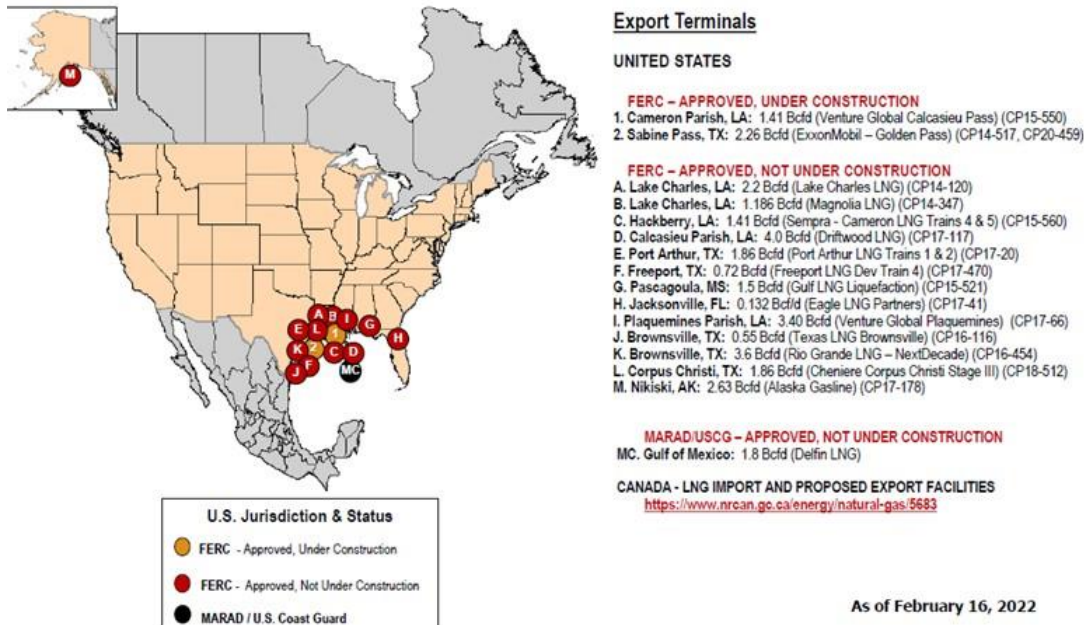 M
A
B
I
E
L
1
G
H
K
2
C
D
J
F
MC
U.S. Jurisdiction & Status
FERC - Approved, Under Construction
FERC - Approved, Not Under Construction
MARAD / U.S. Coast Guard
Export Terminals
UNITED STATES
FERC – APPROVED, UNDER CONSTRUCTION
1. Cameron Parish, LA: 1.41 Bcfd (Venture Global Calcasieu Pass) (CP15-550)
2. Sabine Pass, TX: 2.26 Bcfd (ExxonMobil – Golden Pass) (CP14-517, CP20-459)
FERC – APPROVED, NOT UNDER CONSTRUCTION
A. Lake Charles, LA: 2.2 Bcfd (Lake Charles LNG) (CP14-120)
B. Lake Charles, LA: 1.186 Bcfd (Magnolia LNG) (CP14-347)
C. Hackberry, LA: 1.41 Bcfd (Sempra - Cameron LNG Trains 4 & 5) (CP15-560)
D. Calcasieu Parish, LA: 4.0 Bcfd (Driftwood LNG) (CP17-117)
E. Port Arthur, TX: 1.86 Bcfd (Port Arthur LNG Trains 1 & 2) (CP17-20)
F. Freeport, TX: 0.72 Bcfd (Freeport LNG Dev Train 4) (CP17-470)
G. Pascagoula, MS: 1.5 Bcfd (Gulf LNG Liquefaction) (CP15-521)
H. Jacksonville, FL: 0.132 Bcf/d (Eagle LNG Partners) (CP17-41)
I. Plaquemines Parish, LA: 3.40 Bcfd (Venture Global Plaquemines) (CP17-66)
J. Brownsville, TX: 0.55 Bcfd (Texas LNG Brownsville) (CP16-116)
K. Brownsville, TX: 3.6 Bcfd (Rio Grande LNG – NextDecade) (CP16-454)
L. Corpus Christi, TX: 1.86 Bcfd (Cheniere Corpus Christi Stage III) (CP18-512)
M. Nikiski, AK: 2.63 Bcfd (Alaska Gasline) (CP17-178)
MARAD/USCG – APPROVED, NOT UNDER CONSTRUCTION
MC. Gulf of Mexico: 1.8 Bcfd (Delfin LNG)
CANADA - LNG IMPORT AND PROPOSED EXPORT FACILITIES
https://www.nrcan.gc.ca/energy/natural-gas/5683
As of February 16, 2022